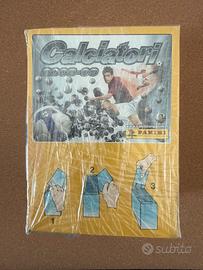 Calciatori
PANINI
1
2
3
subito